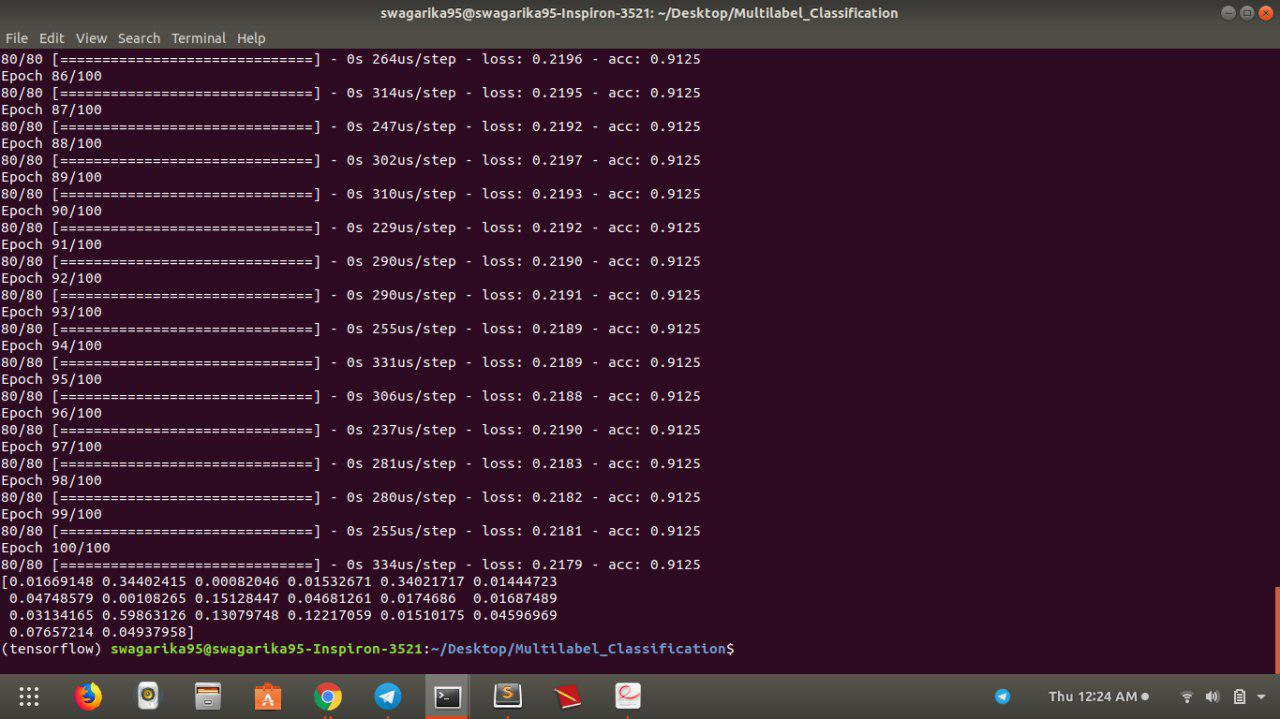 swagarika95@swagarika95-Inspiron-3521: ~/Desktop/Multilabel_Classification
File Edit View Search Terminal Help
80/80 [==============================] - 0s 264us/step - loss: 0.2196 - acc: 0.9125
Epoch 86/100
80/80 [==============================] - 0s 314us/step - loss: 0.2195 - acc: 0.9125
Epoch 87/100
80/80 [==============================] - 0s 247us/step - loss: 0.2192 - acc: 0.9125
Epoch 88/100
80/80 [==============================] - 0s 302us/step - loss: 0.2197 - acc: 0.9125
Epoch 89/100
80/80 [==============================] - 0s 310us/step - loss: 0.2193 - acc: 0.9125
Epoch 90/100
80/80 [==============================] - 0s 229us/step - loss: 0.2192 - acc: 0.9125
Epoch 91/100
80/80 [==============================] - 0s 290us/step - loss: 0.2190 - acc: 0.9125
Epoch 92/100
80/80 [==============================] - 0s 290us/step - loss: 0.2191 - acc: 0.9125
Epoch 93/100
80/80 [==============================] - 0s 255us/step - loss: 0.2189 - acc: 0.9125
Epoch 94/100
80/80 [==============================] - 0s 331us/step - loss: 0.2189 - acc: 0.9125
Epoch 95/100
80/80 [==============================] - 0s 306us/step - loss: 0.2188 - acc: 0.9125
Epoch 96/100
80/80 [==============================] - 0s 237us/step - loss: 0.2190 - acc: 0.9125
Epoch 97/100
80/80 [==============================] - 0s 281us/step - loss: 0.2183 - acc: 0.9125
Epoch 98/100
80/80 [==============================] - 0s 280us/step - loss: 0.2182 - acc: 0.9125
Epoch 99/100
80/80 [==============================] - 0s 255us/step - loss: 0.2181 - acc: 0.9125
Epoch 100/100
80/80 [==============================] - 0s 334us/step - loss: 0.2179 - acc: 0.9125
[0.01669148 0.34402415 0.00082046 0.01532671 0.34021717 0.01444723
 0.04748579 0.00108265 0.15128447 0.04681261 0.0174686  0.01687489
 0.03134165 0.59863126 0.13079748 0.12217059 0.01510175 0.04596969
 0.07657214 0.04937958]
(tensorflow) swagarika95@swagarika95-Inspiron-3521:~/Desktop/Multilabel_Classification$
Thu 12:24 AM